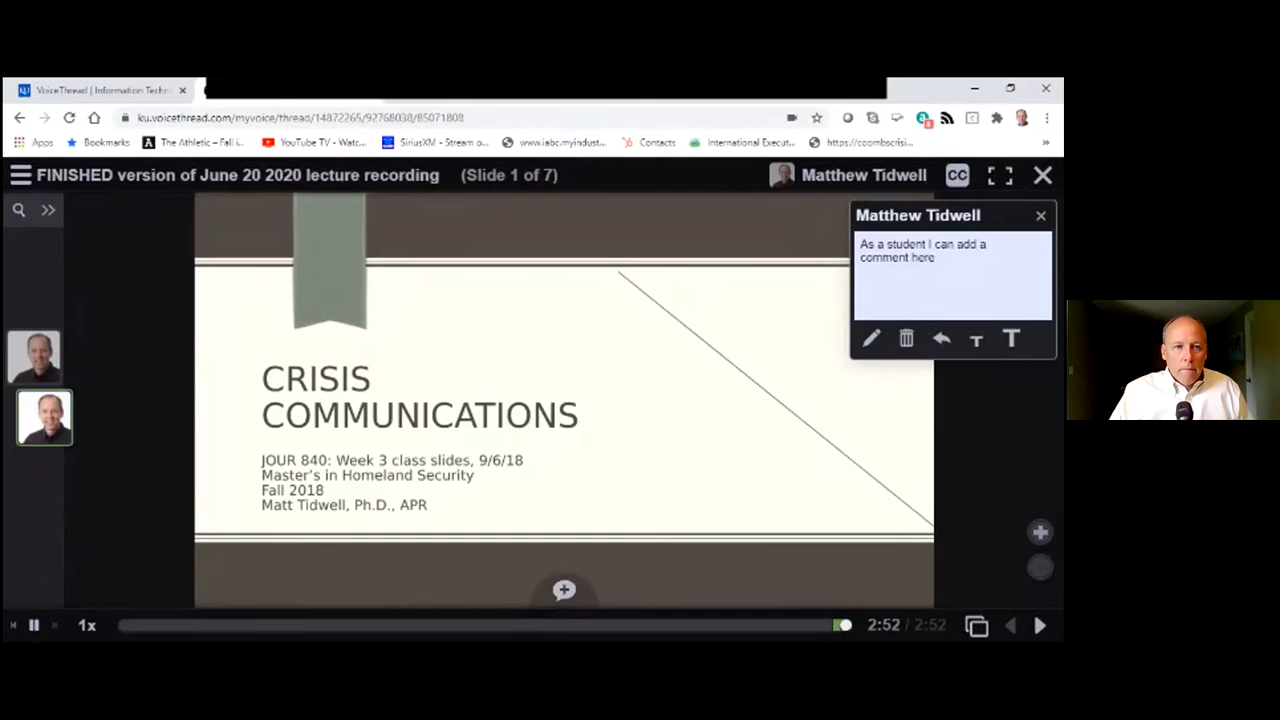 VoiceThread | Information Techn
ku.voicethread.com/myvoice/thread/14872265/92768038/85071808
Apps
Bookmarks
A
The Athletic – Fall i...
YouTube TV - Watc...
SiriusXM - Stream o...
www.iabc.myindust...
Contacts
International Execut...
https://coombscrisi...
FINISHED version of June 20 2020 lecture recording (Slide 1 of 7)
Matthew Tidwell
CC
Matthew Tidwell
As a student I can add a
comment here
T T
CRISIS
COMMUNICATIONS
JOUR 840: Week 3 class slides, 9/6/18
Master's in Homeland Security
Fall 2018
Matt Tidwell, Ph.D., APR
1x
2:52 / 2:52